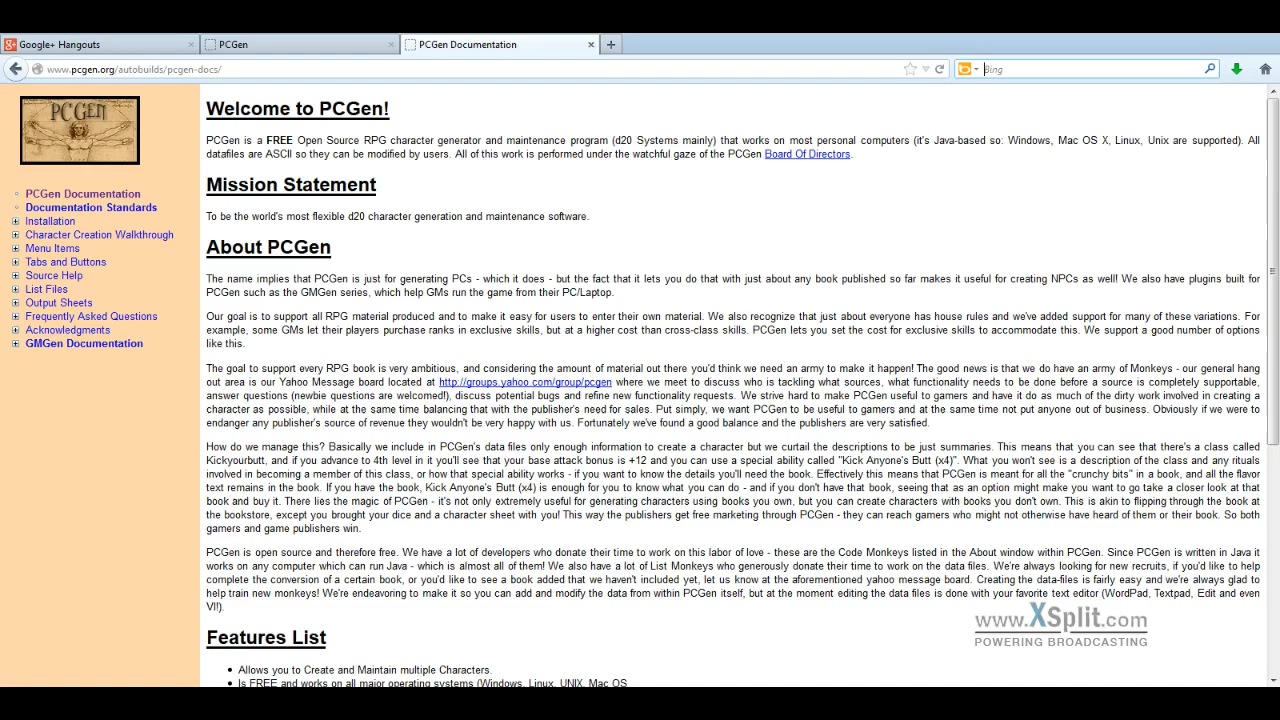 Google+ Hangouts
PCGen
PCGen Documentation
www.pcgen.org/autobuilds/pcgen-docs/
Bing
PCGEN
PCGen Documentation
Documentation Standards
Installation
Character Creation Walkthrough
Menu Items
Tabs and Buttons
Source Help
List Files
Output Sheets
Frequently Asked Questions
Acknowledgments
GMGen Documentation
Welcome to PCGen!
PCGen is a FREE Open Source RPG character generator and maintenance program (d20 Systems mainly) that works on most personal computers (it's Java-based so: Windows, Mac OS X, Linux, Unix are supported). All
datafiles are ASCII so they can be modified by users. All of this work is performed under the watchful gaze of the PCGen Board Of Directors.
Mission Statement
To be the world's most flexible d20 character generation and maintenance software.
About PCGen
The name implies that PCGen is just for generating PCs - which it does - but the fact that it lets you do that with just about any book published so far makes it useful for creating NPCs as well! We also have plugins built for
PCGen such as the GMGen series, which help GMs run the game from their PC/Laptop.
Our goal is to support all RPG material produced and to make it easy for users to enter their own material. We also recognize that just about everyone has house rules and we've added support for many of these variations. For
example, some GMs let their players purchase ranks in exclusive skills, but at a higher cost than cross-class skills. PCGen lets you set the cost for exclusive skills to accommodate this. We support a good number of options
like this.
The goal to support every RPG book is very ambitious, and considering the amount of material out there you'd think we need an army to make it happen! The good news is that we do have an army of Monkeys - our general hang
out area is our Yahoo Message board located at http://groups.yahoo.com/group/pcgen where we meet to discuss who is tackling what sources, what functionality needs to be done before a source is completely supportable,
answer questions (newbie questions are welcomed!), discuss potential bugs and refine new functionality requests. We strive hard to make PCGen useful to gamers and have it do as much of the dirty work involved in creating a
character as possible, while at the same time balancing that with the publisher's need for sales. Put simply, we want PCGen to be useful to gamers and at the same time not put anyone out of business. Obviously if we were to
endanger any publisher's source of revenue they wouldn't be very happy with us. Fortunately we've found a good balance and the publishers are very satisfied.
How do we manage this? Basically we include in PCGen's data files only enough information to create a character but we curtail the descriptions to be just summaries. This means that you can see that there's a class called
Kickyourbutt, and if you advance to 4th level in it you'll see that your base attack bonus is +12 and you can use a special ability called "Kick Anyone's Butt (x4)". What you won't see is a description of the class and any rituals
involved in becoming a member of this class, or how that special ability works - if you want to know the details you'll need the book. Effectively this means that PCGen is meant for all the "crunchy bits" in a book, and all the flavor
text remains in the book. If you have the book, Kick Anyone's Butt (x4) is enough for you to know what you can do - and if you don't have that book, seeing that as an option might make you want to go take a closer look at that
book and buy it. There lies the magic of PCGen - it's not only extremely useful for generating characters using books you own, but you can create characters with books you don't own. This is akin to flipping through the book at
the bookstore, except you brought your dice and a character sheet with you! This way the publishers get free marketing through PCGen - they can reach gamers who might not otherwise have heard of them or their book. So both
gamers and game publishers win.
PCGen is open source and therefore free. We have a lot of developers who donate their time to work on this labor of love - these are the Code Monkeys listed in the About window within PCGen. Since PCGen is written in Java it
works on any computer which can run Java - which is almost all of them! We also have a lot of List Monkeys who generously donate their time to work on the data files. We're always looking for new recruits, if you'd like to help
complete the conversion of a certain book, or you'd like to see a book added that we haven't included yet, let us know at the aforementioned yahoo message board. Creating the data-files is fairly easy and we're always glad to
help train new monkeys! We're endeavoring to make it so you can add and modify the data from within PCGen itself, but at the moment editing the data files is done with your favorite text editor (WordPad, Textpad, Edit and even
VI!).
www.XSplit.com
POWERING BROADCASTING
Features List
Allows you to Create and Maintain multiple Characters.
Is FREE and works on all major operating systems (Windows, Linux, UNIX, Mac OS